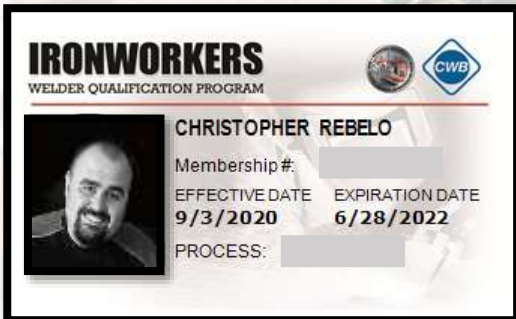 IRONWORKERS
WELDER QUALIFICATION PROGRAM
CWB
CHRISTOPHER REBELO
Membership#:
EFFECTIVE DATE EXPIRATION DATE
9/3/2020 6/28/2022
PROCESS: